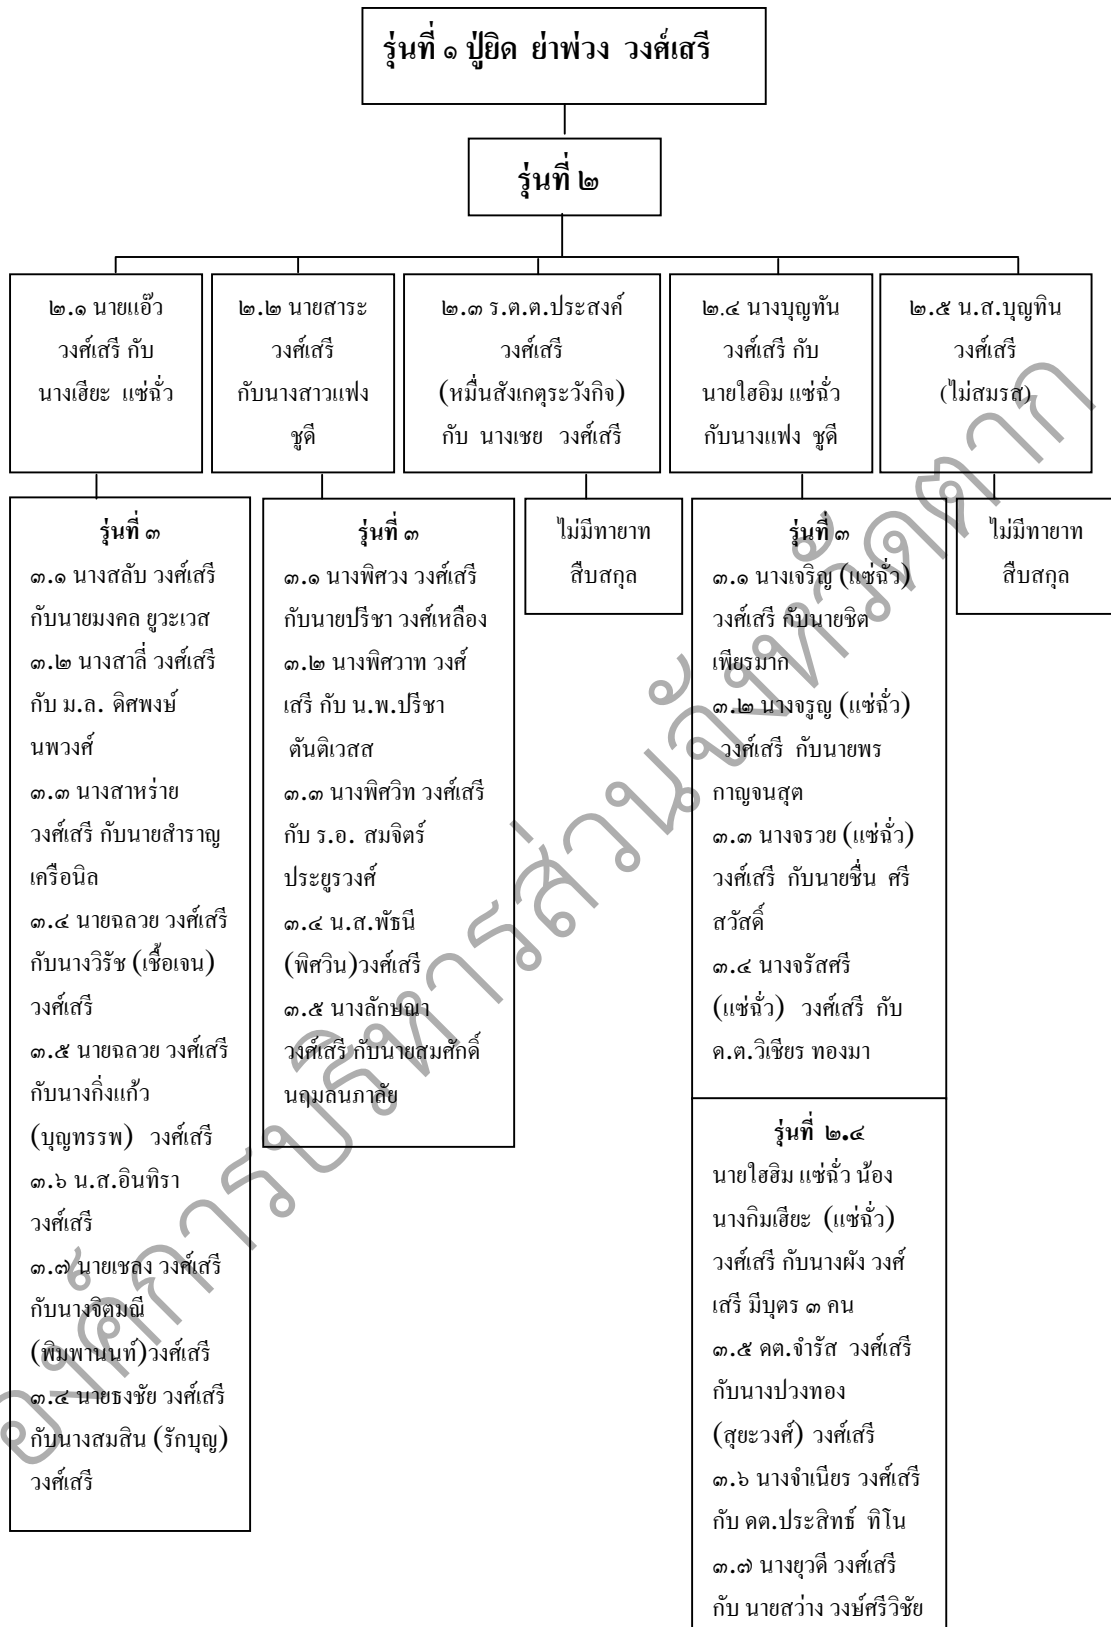 รุ่นที่ ๑ ปู่ยิด ย่าพ่วง วงศ์เสรี
รุ่นที่ ๒
๒.๑ นายแอ๊ว
วงศ์เสรี กับ
นางเฮียะ แซ่ฉั่ว
๒.๒ นายสาระ
วงศ์เสรี
กับนางสาวแฟง
ชูดี
๒.๓ ร.ต.ต.ประสงค์
วงศ์เสรี
(หมื่นสังเกตุระวังกิจ)
กับ นางเชย วงศ์เสรี
๒.๔ นางบุญทัน
วงศ์เสรี กับ
นายใฮอิม แซ่ฉั่ว
กับนางแฟง ชูดี
๒.๕ น.ส.บุญทิน
วงศ์เสรี
(ไม่สมรส)
รุ่นที่ ๓
๓.๑ นางสลับ วงศ์เสรี
กับนายมงคล ยูวะเวส
๓.๒ นางสาลี่ วงศ์เสรี
กับ ม.ล. ดิศพงษ์
นพวงศ์
๓.๓ นางสาหร่าย
วงศ์เสรี กับนายสำราญ
เครือนิล
๓.๔ นายฉลวย วงศ์เสรี
กับนางวิรัช (เชื้อเจน)
วงศ์เสรี
๓.๕ นายฉลวย วงศ์เสรี
กับนางกิ่งแก้ว
(บุญทรรพ) วงศ์เสรี
๓.๖ น.ส.อินทิรา
วงศ์เสรี
๓.๗ นายเชลง วงศ์เสรี
กับนางจิตมณี
(พิมพานนท์)วงศ์เสรี
๓.๔ นายธงชัย วงศ์เสรี
กับนางสมสิน (รักบุญ)
วงศ์เสรี
รุ่นที่ ๓
๓.๑ นางพิศวง วงศ์เสรี
กับนายปรีชา วงศ์เหลือง
๓.๒ นางพิศวาท วงศ์
เสรี กับ น.พ.ปรีชา
ตันติเวสส
๓.๓ นางพิศวิท วงศ์เสรี
กับ ร.อ. สมจิตร์
ประยูรวงศ์
๓.๔ น.ส.พัธนี
(พิศวิน)วงศ์เสรี
๓.๕ นางลักษณา
วงศ์เสรี กับนายสมศักดิ์
นฤมลนภาลัย
ไม่มีทายาท
สืบสกุล
รุ่นที่ ๓
๓.๑ นางเจริญ (แซ่ฉั่ว)
วงศ์เสรี กับนายชิต
เพียรมาก
๓.๒ นางจรูญ (แซ่ฉั่ว)
วงศ์เสรี กับนายพร
กาญจนสุต
๓.๓ นางจรวย (แซ่ฉั่ว)
วงศ์เสรี กับนายชื่น ศรี
สวัสดิ์
๓.๔ นางจรัสศรี
(แซ่ฉั่ว) วงศ์เสรี กับ
ด.ต.วิเชียร ทองมา
รุ่นที่ ๒.๔
นายใฮฮิม แซ่ฉั่ว น้อง
นางกิมเฮียะ (แซ่ฉั่ว)
วงศ์เสรี กับนางผัง วงศ์
เสรี มีบุตร ๓ คน
๓.๕ ดต.จำรัส วงศ์เสรี
กับนางปวงทอง
(สุยะวงศ์) วงศ์เสรี
๓.๖ นางจำเนียร วงศ์เสรี
กับ ดต.ประสิทธ์ ทิโน
๓.๗ นางยุวดี วงศ์เสรี
กับ นายสว่าง วงษ์ศรีวิชัย
ไม่มีทายาท
สืบสกุล
องค์การบริหารส่วนจังหวัดตาก